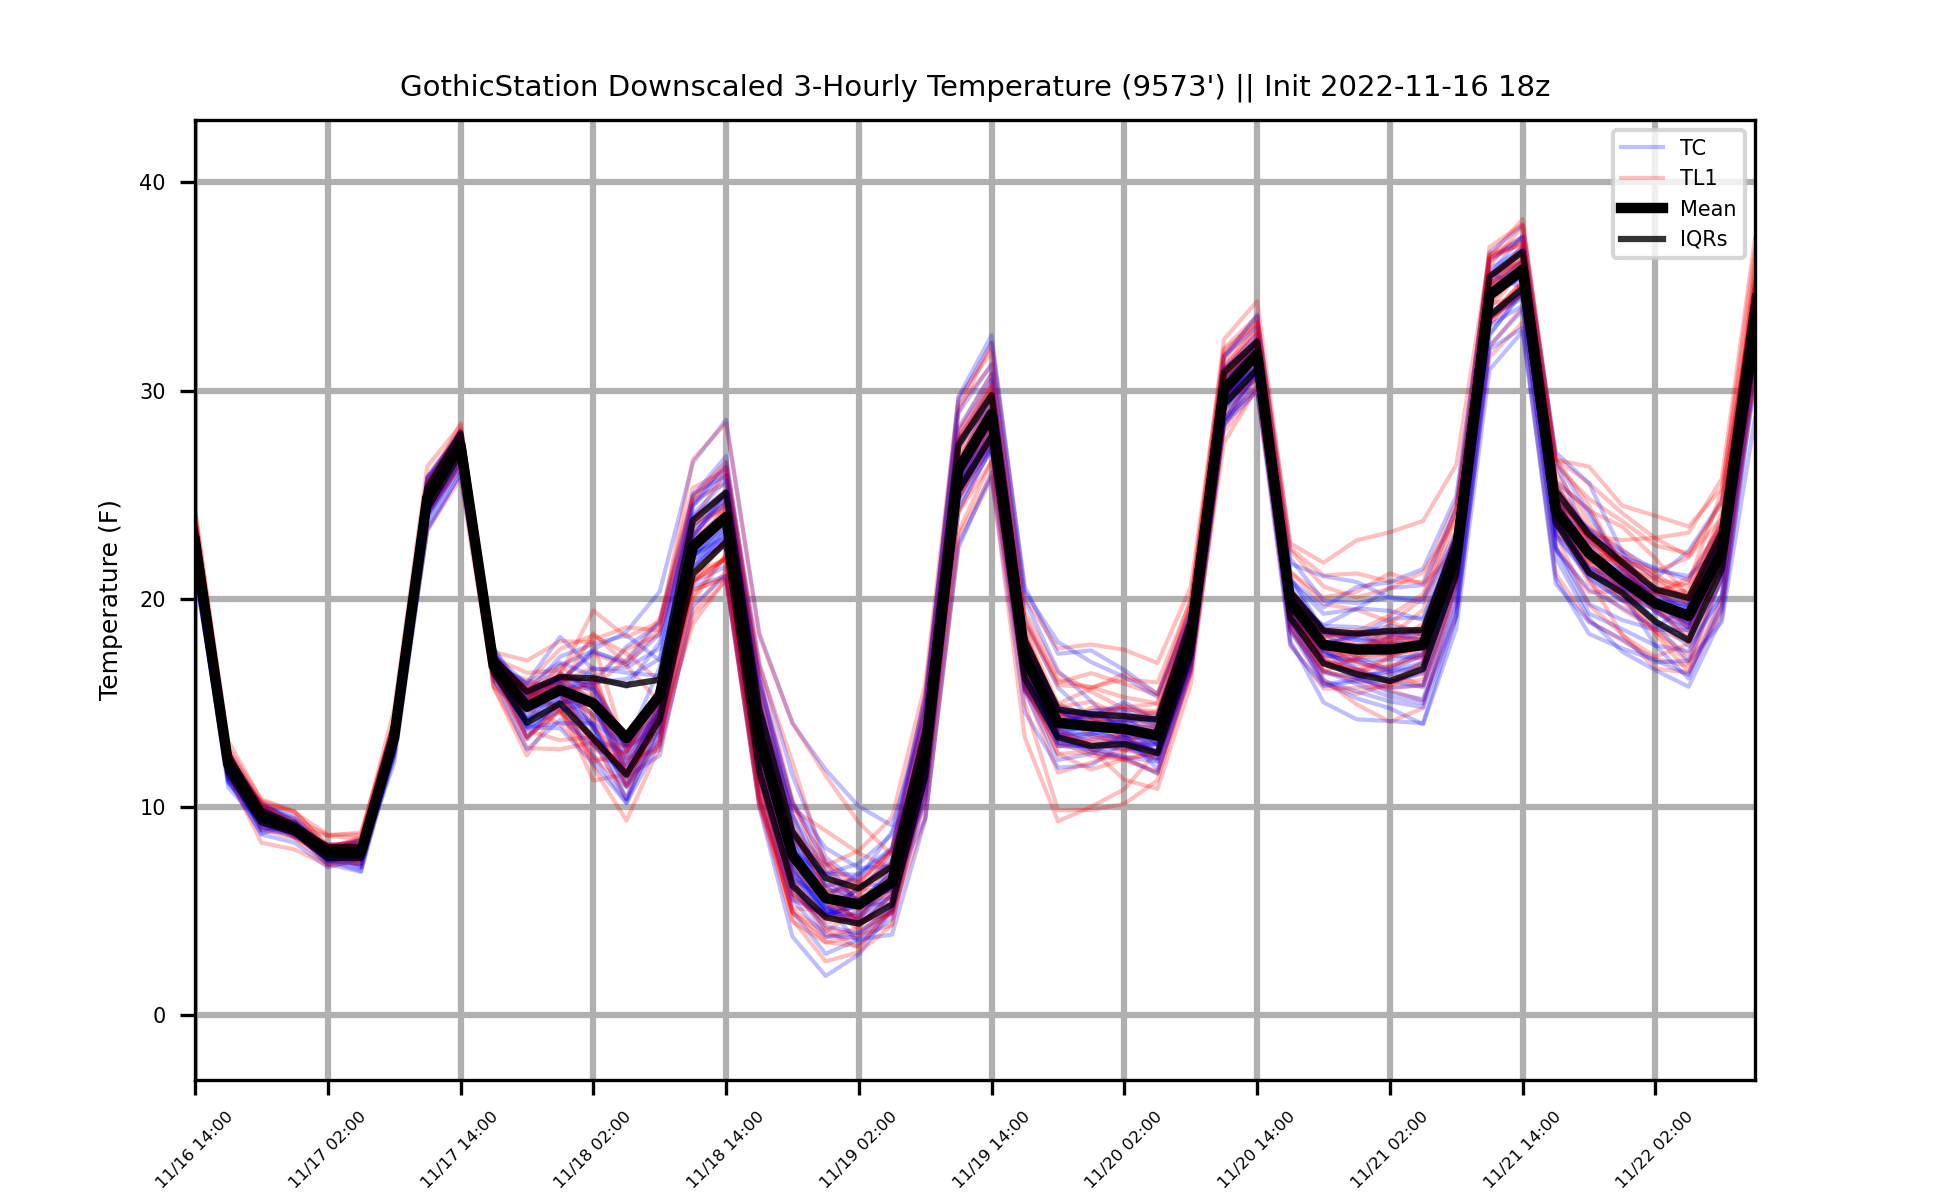 GothicStation Downscaled 3-Hourly Temperature (9573') || Init 2022-11-16 18z
TC
TL1
Mean
IQRs
Temperature (F)
40
30
20
10
0
11/16 14:00
11/17 02:00
11/17 14:00
11/18 02:00
11/18 14:00
11/19 02:00
11/19 14:00
11/20 02:00
11/20 14:00
11/21 02:00
11/21 14:00
11/22 02:00